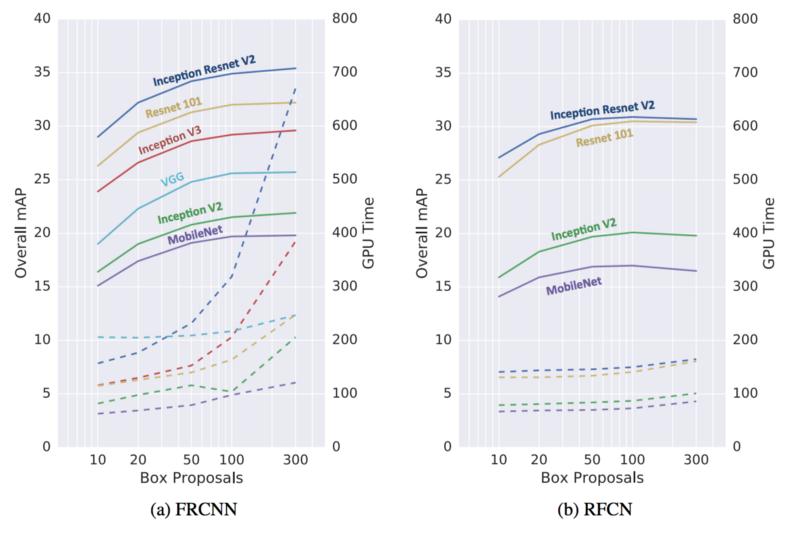 40
35
30
25
20
15
10
5
0
Overall mAP
800
700
600
500
400
300
200
100
0
GPU Time
Inception Resnet V2
Resnet 101
Inception V3
VGG
Inception V2
MobileNet
10 20 50 100 300
Box Proposals
(a) FRCNN
40
35
30
25
20
15
10
5
0
Overall mAP
800
700
600
500
400
300
200
100
0
GPU Time
Inception Resnet V2
Resnet 101
Inception V2
MobileNet
10 20 50 100 300
Box Proposals
(b) RFCN